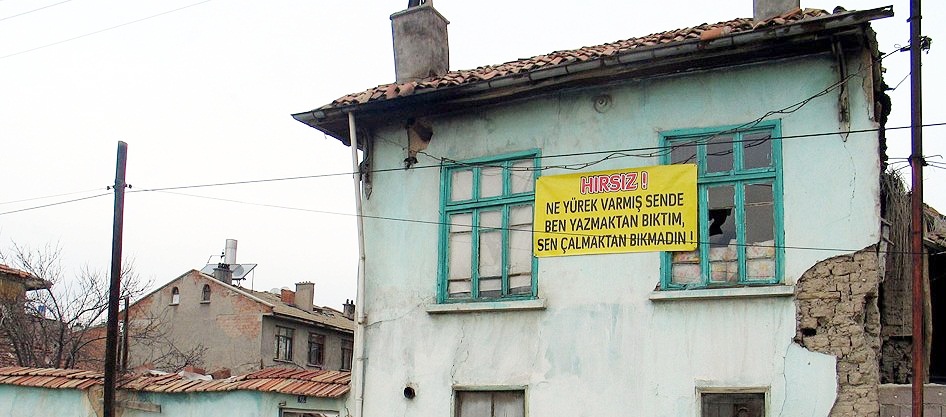 HIRSIZ !
NE YÜREK VARMIŞ SENDE
BEN YAZMAKTAN BIKTIM,
SEN ÇALMAKTAN BIKMADIN !